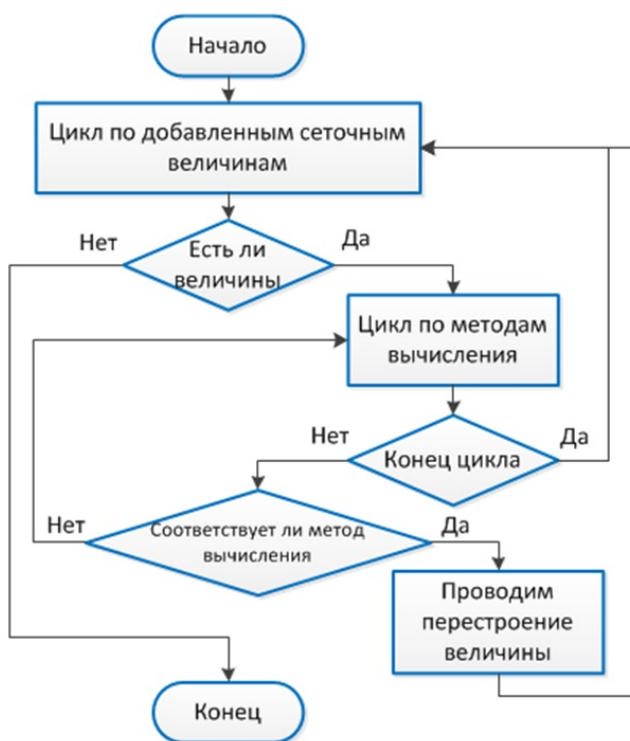 Начало
Цикл по добавленным сеточным
величинам
Нет
Есть ли
величины
Да
Цикл по методам
вычисления
Нет
Конец цикла
Да
Нет
Соответствует ли метод
вычисления
Да
Проводим
перестроение
величины
Конец